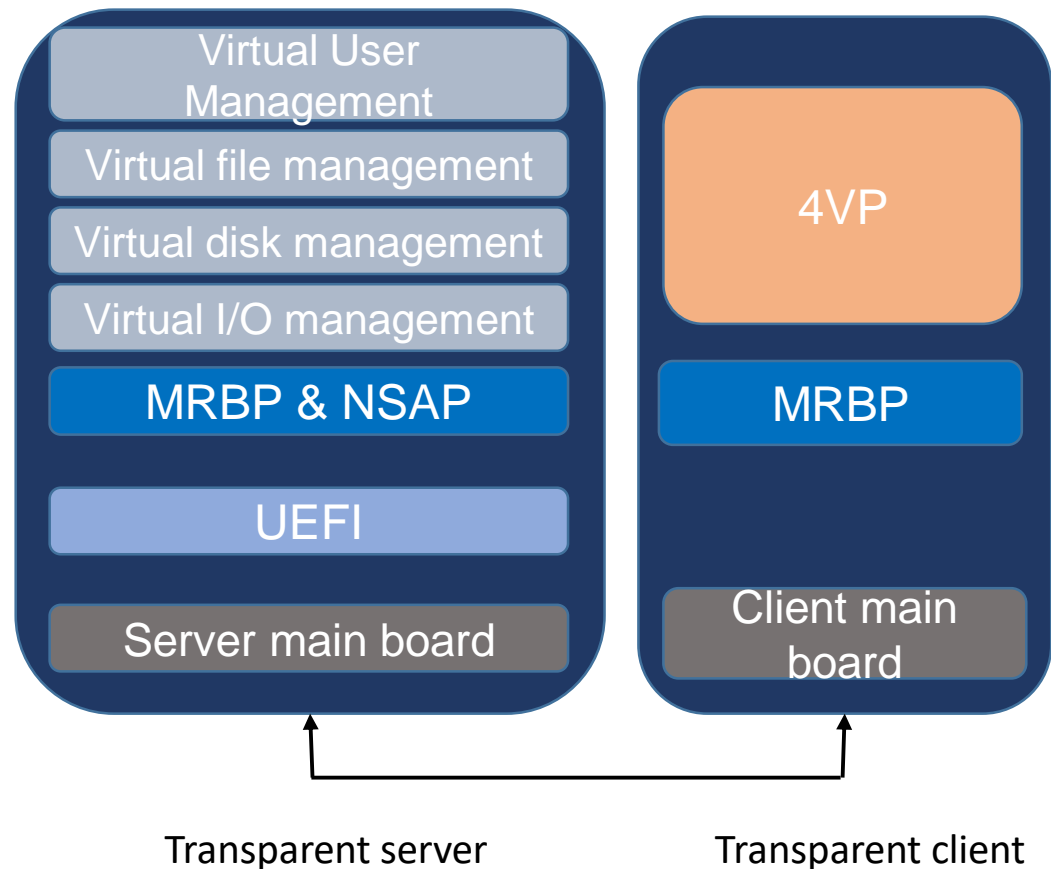 Virtual User
Management
Virtual file management
Virtual disk management
Virtual I/O management
MRBP & NSAP
UEFI
Server main board
4VP
MRBP
Client main
board
Transparent server
Transparent client